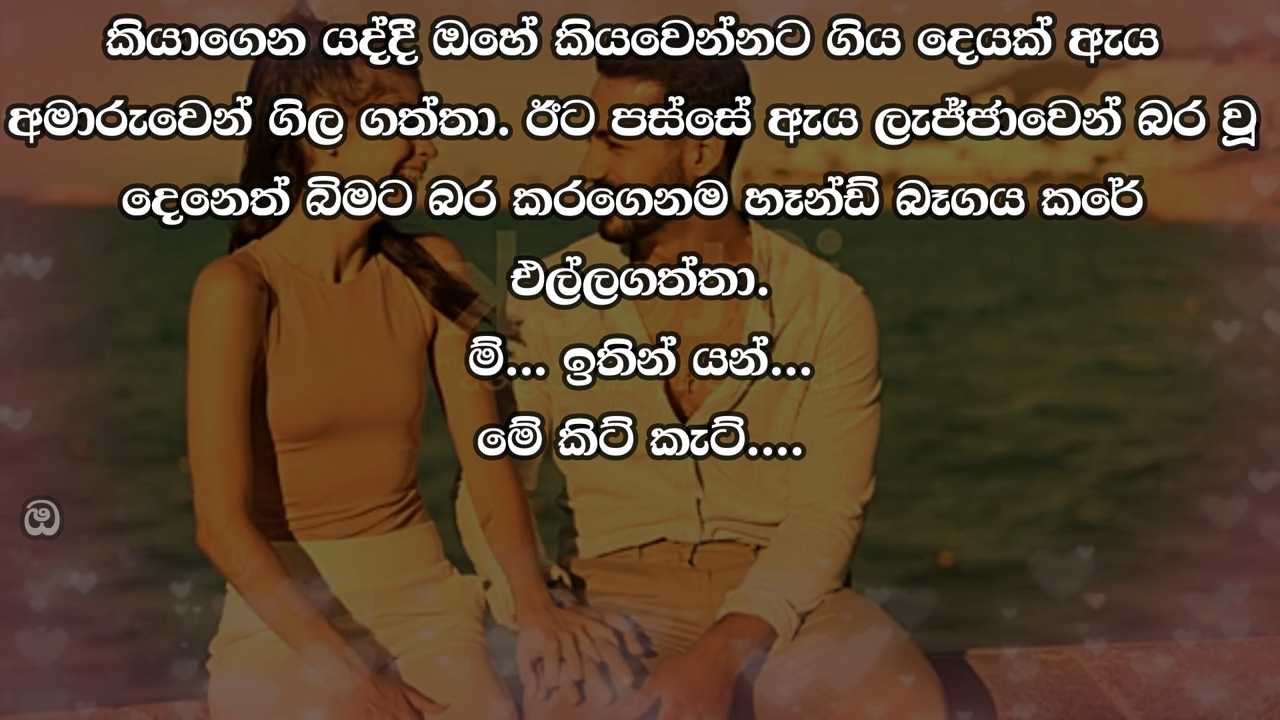 කියාගෙන යද්දී ඔහේ කියවෙන්නට ගිය දෙයක් ඇය
අමාරුවෙන් ගිල ගත්තා. ඊට පස්සේ ඇය ලැජ්ජාවෙන් බර වූ
දෙනෙත් බිමට බර කරගෙනම හෑන්ඩ් බෑගය කරේ
එල්ලගත්තා.
ම්... ඉතින් යන්...
මේ කිට් කැට්....